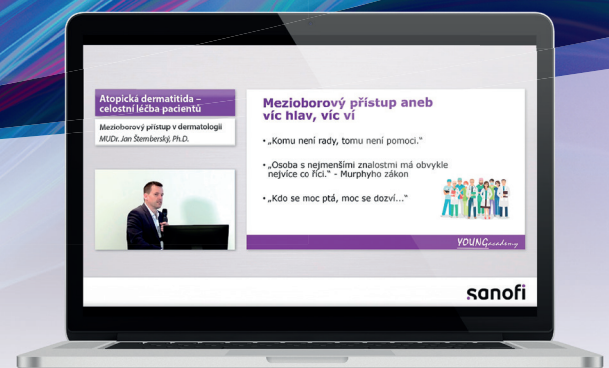 Atopická dermatitida –
celostní léčba pacientů
Mezioborový přístup v dermatologii
MUDr. Jan Štemberský, Ph.D.
Mezioborový přístup aneb
víc hlav, víc ví
• „Komu není rady, tomu není pomoci.“
• „Osoba s nejmenšími znalostmi má obvykle
nejvíce co říci.“ - Murphyho zákon
• „Kdo se moc ptá, moc se dozví...“
YOUNGacademy
sanofi